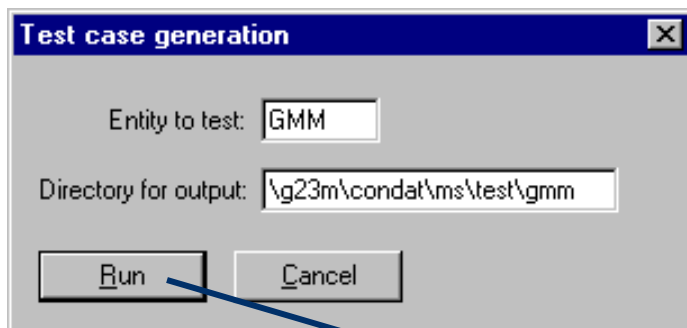 Test case generation
Entity to test: GMM
Directory for output: \g23m\condat\ms\test\gmm
Run Cancel